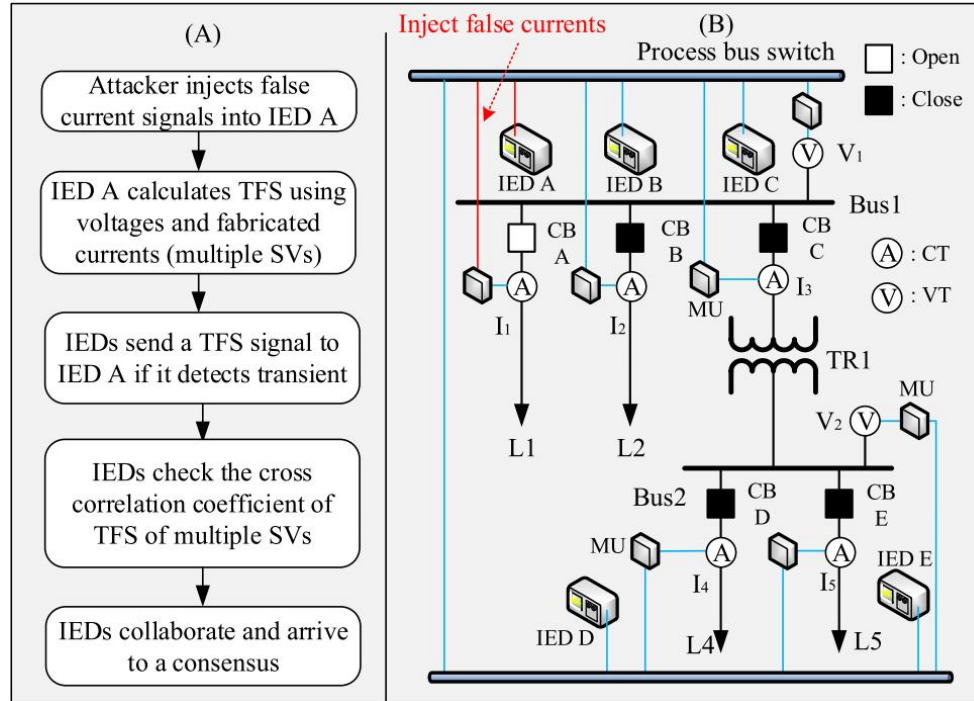 (A)
Attacker injects false
current signals into IED A
IED A calculates TFS using
voltages and fabricated
currents (multiple SVs)
IEDs send a TFS signal to
IED A if it detects transient
IEDs check the cross
correlation coefficient of
TFS of multiple SVs
IEDs collaborate and arrive
to a consensus
(B)
Inject false currents
Process bus switch
: Open
: Close
V
V1
IED A
IED B
IED C
Bus1
CB
A
CB
B
CB
C
A : CT
V : VT
A
A
A
MU
I1
I2
I3
TR1
MU
V2
V
L1
L2
Bus2
CB
D
CB
E
MU
A
A
I4
I5
IED E
IED D
L4
L5